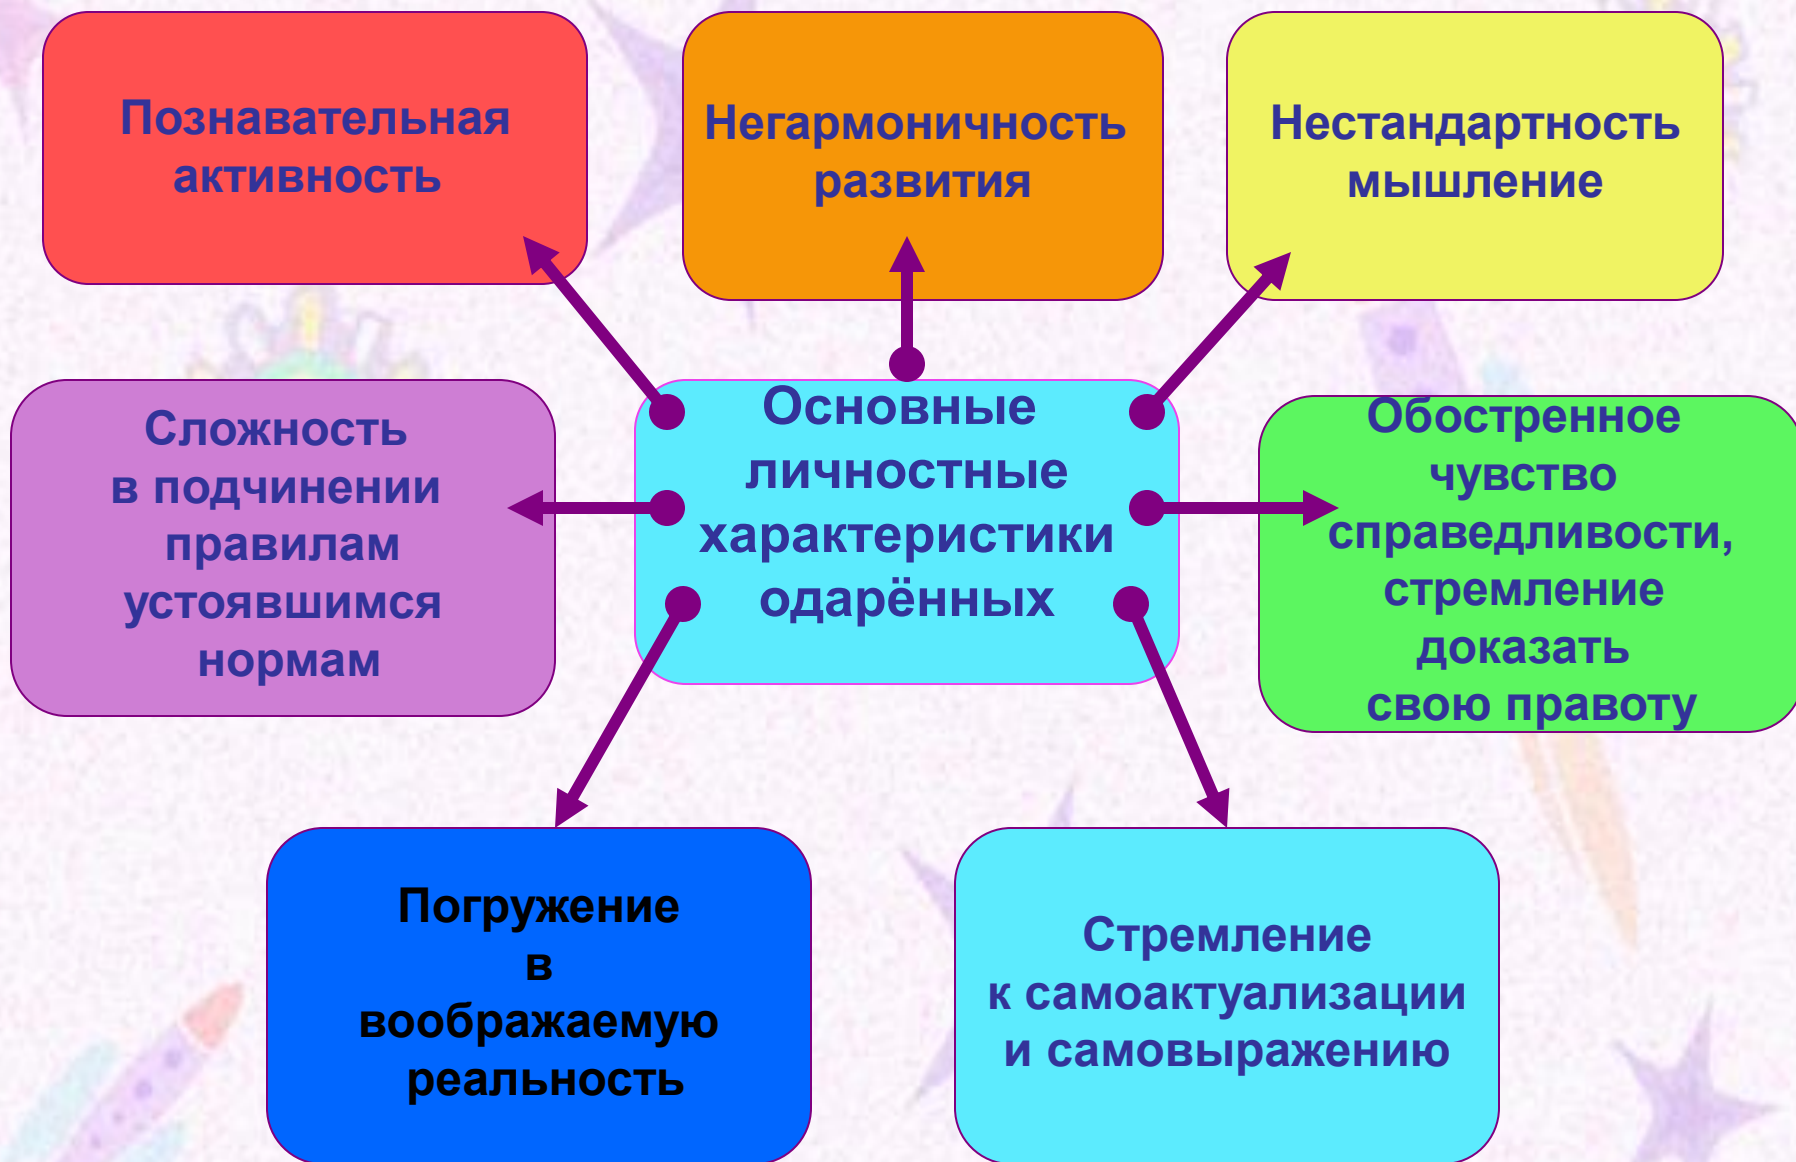 Познавательная
активность
Негармоничность
развития
Нестандартность
мышление
Сложность
в подчинении
правилам
устоявшимся
нормам
Основные
личностные
характеристики
одарённых
Обостренное
чувство
справедливости,
стремление
доказать
свою правоту
Погружение
в
воображаемую
реальность
Стремление
к самоактуализации
и самовыражению